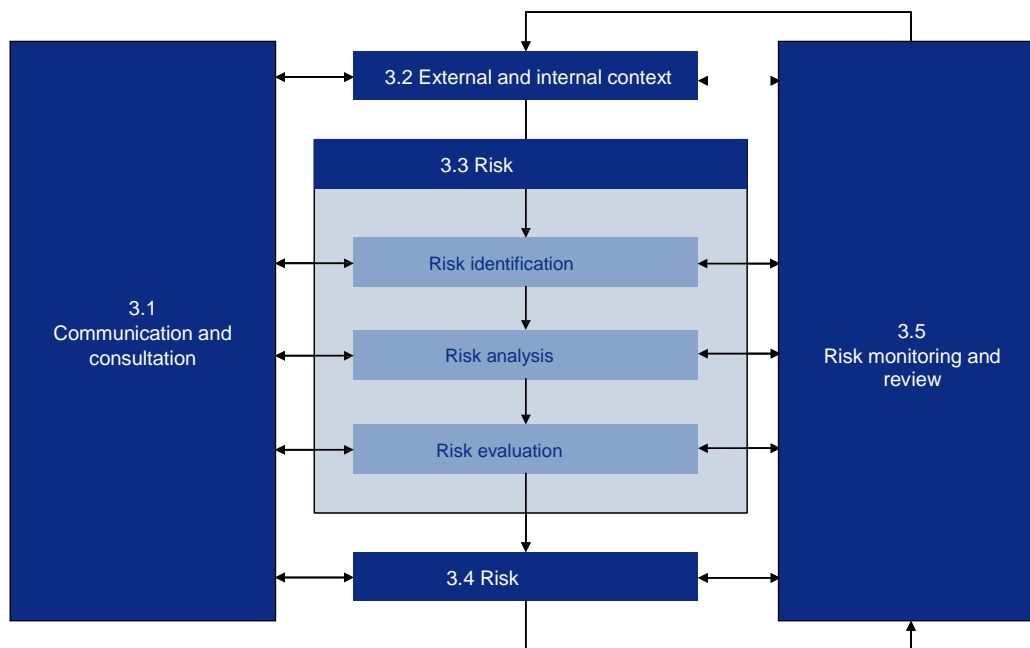 3.2 External and internal context
3.3 Risk
Risk identification
3.1
Communication and
consultation
Risk analysis
3.5
Risk monitoring and
review
Risk evaluation
3.4 Risk